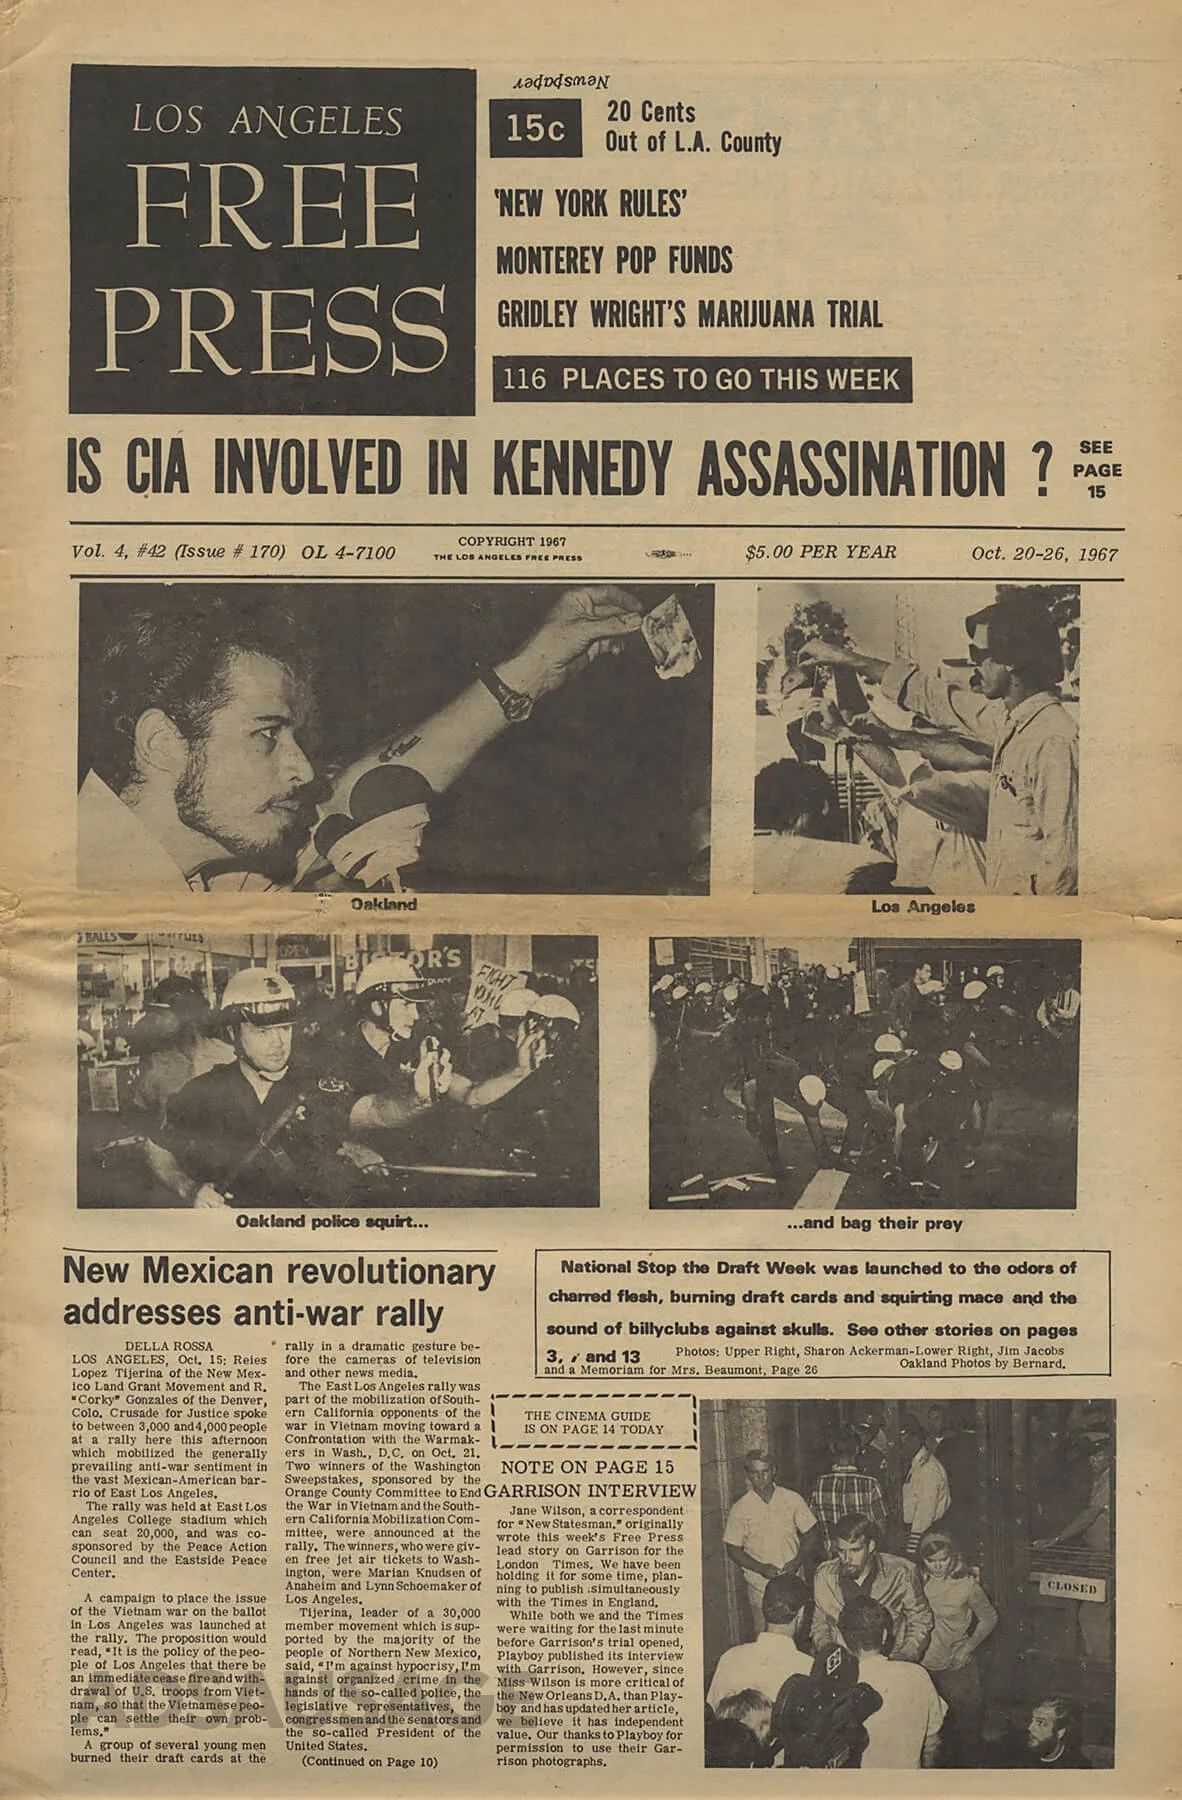 LOS ANGELES
FREE
PRESS
Newspaper
15c
20 Cents
Out of L.A. County
'NEW YORK RULES'
MONTEREY POP FUNDS
GRIDLEY WRIGHT'S MARIJUANA TRIAL
116 PLACES TO GO THIS WEEK
IS CIA INVOLVED IN KENNEDY ASSASSINATION ?
SEE
PAGE
15
Vol. 4, #42 (Issue # 170) OL 4-7100
COPYRIGHT 1967
THE LOS ANGELES FREE PRESS
$5.00 PER YEAR
Oct. 20-26, 1967
Oakland
Los Angeles
BALLS
FIGHT
Oakland police squirt...
...and bag their prey
New Mexican revolutionary
addresses anti-war rally
DELLA ROSSA
LOS ANGELES, Oct. 15: Reies
Lopez Tijerina of the New Mex-
ico Land Grant Movement and R.
"Corky" Gonzales of the Denver,
Colo. Crusade for Justice spoke
to between 3,000 and 4,000 people
at a rally here this afternoon
which mobilized the generally
prevailing anti-war sentiment in
the vast Mexican-American bar-
rio of East Los Angeles.
The rally was held at East Los
Angeles College stadium which
can seat 20,000, and was co-
sponsored by the Peace Action
Council and the Eastside Peace
Center.
A campaign to place the issue
of the Vietnam war on the ballot
in Los Angeles was launched at
the rally. The proposition would
read, "It is the policy of the peo-
ple of Los Angeles that there be
an immediate cease fire and with-
drawal of U.S. troops from Viet-
nam, so that the Vietnamese peo-
ple can settle their own prob-
lems."
A group of several young men
burned their draft cards at the
rally in a dramatic gesture be-
fore the cameras of television
and other news media.
The East Los Angeles rally was
part of the mobilization of South-
ern California opponents of the
war in Vietnam moving toward a
Confrontation with the Warmak-
ers in Wash., D.C. on Oct. 21.
Two winners of the Washington
Sweepstakes, sponsored by the
Orange County Committee to End
the War in Vietnam and the South-
ern California Mobilization Com-
mittee, were announced at the
rally. The winners, who were giv-
en free jet air tickets to Wash-
ington, were Marian Knudsen of
Anaheim and Lynn Schoemaker of
Los Angeles.
Tijerina, leader of a 30,000
member movement which is sup-
ported by the majority of the
people of Northern New Mexico,
said, "I'm against hypocrisy, I'm
against organized crime in the
hands of the so-called police, the
legislative representatives, the
congressmen and the senators and
the so-called President of the
United States.
(Continued on Page 10)
National Stop the Draft Week was launched to the odors of
charred flesh, burning draft cards and squirting mace and the
sound of billyclubs against skulls. See other stories on pages
3, and 13
and a Memoriam for Mrs. Beaumont, Page 26
Photos: Upper Right, Sharon Ackerman-Lower Right, Jim Jacobs
Oakland Photos by Bernard.
THE CINEMA GUIDE
IS ON PAGE 14 TODAY
NOTE ON PAGE 15
GARRISON INTERVIEW
Jane Wilson, a correspondent
for "New Statesman," originally
wrote this week's Free Press
lead story on Garrison for the
London Times. We have been
holding it for some time, plan-
ning to publish simultaneously
with the Times in England.
While both we and the Times
were waiting for the last minute
before Garrison's trial opened,
Playboy published its interview
with Garrison. However, since
Miss Wilson is more critical of
the New Orleans D.A. than Play-
boy and has updated her article,
we believe it has independent
value. Our thanks to Playboy for
permission to use their Gar-
rison photographs.
CLOSED